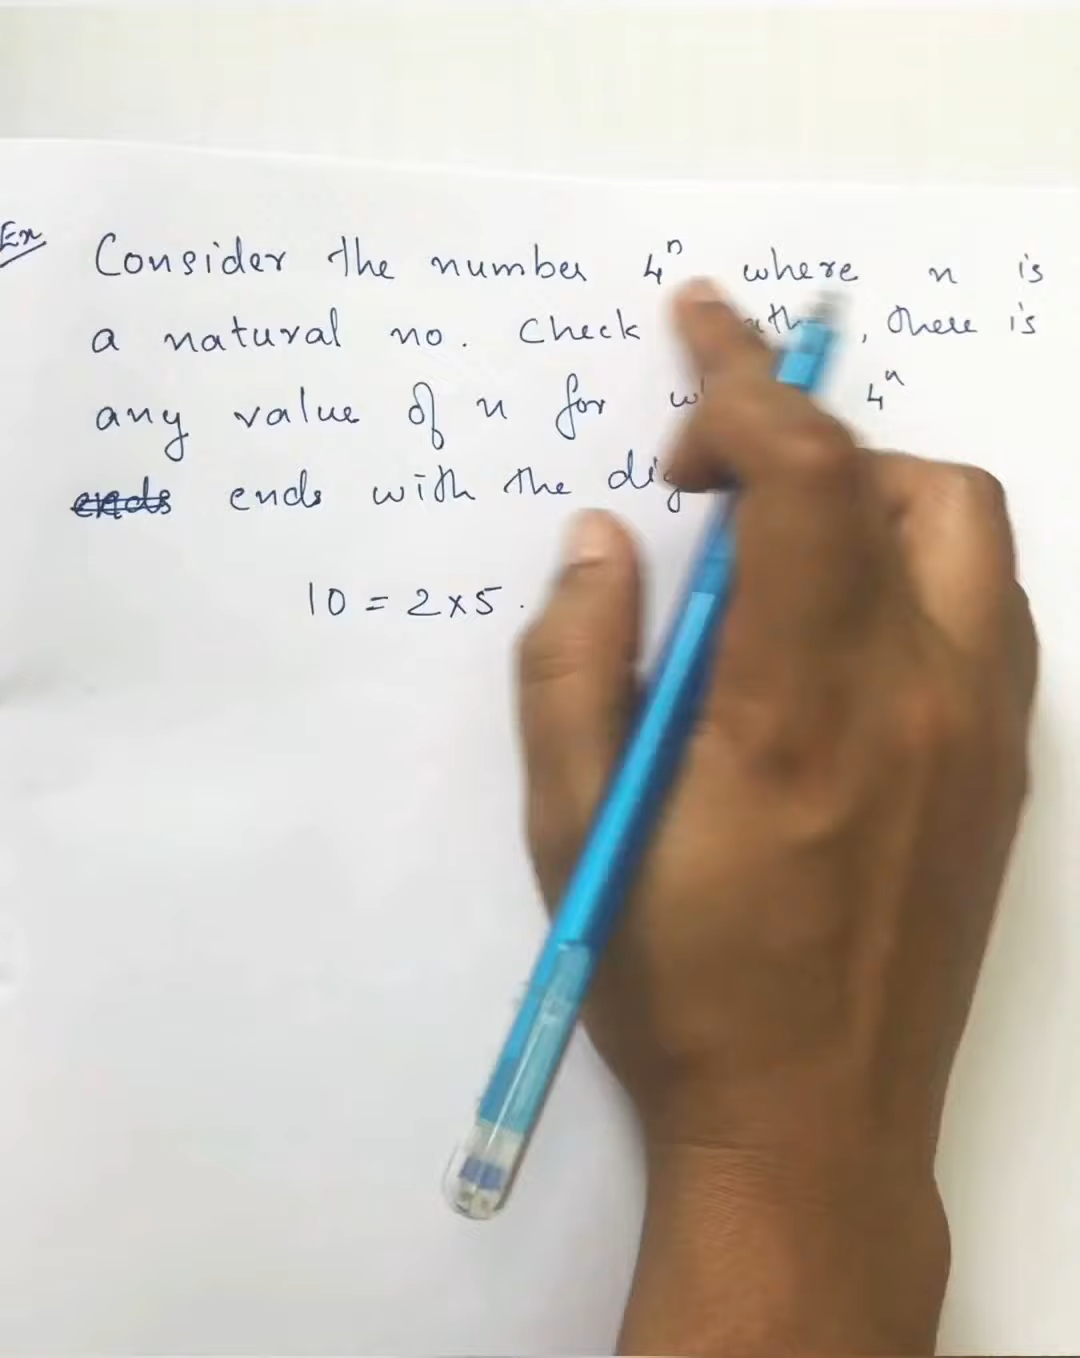 Ex Consider the number 4ⁿ where n is
a natural no. Check , there is
any value of n for 4ⁿ
ends ends with the
10 = 2×5.